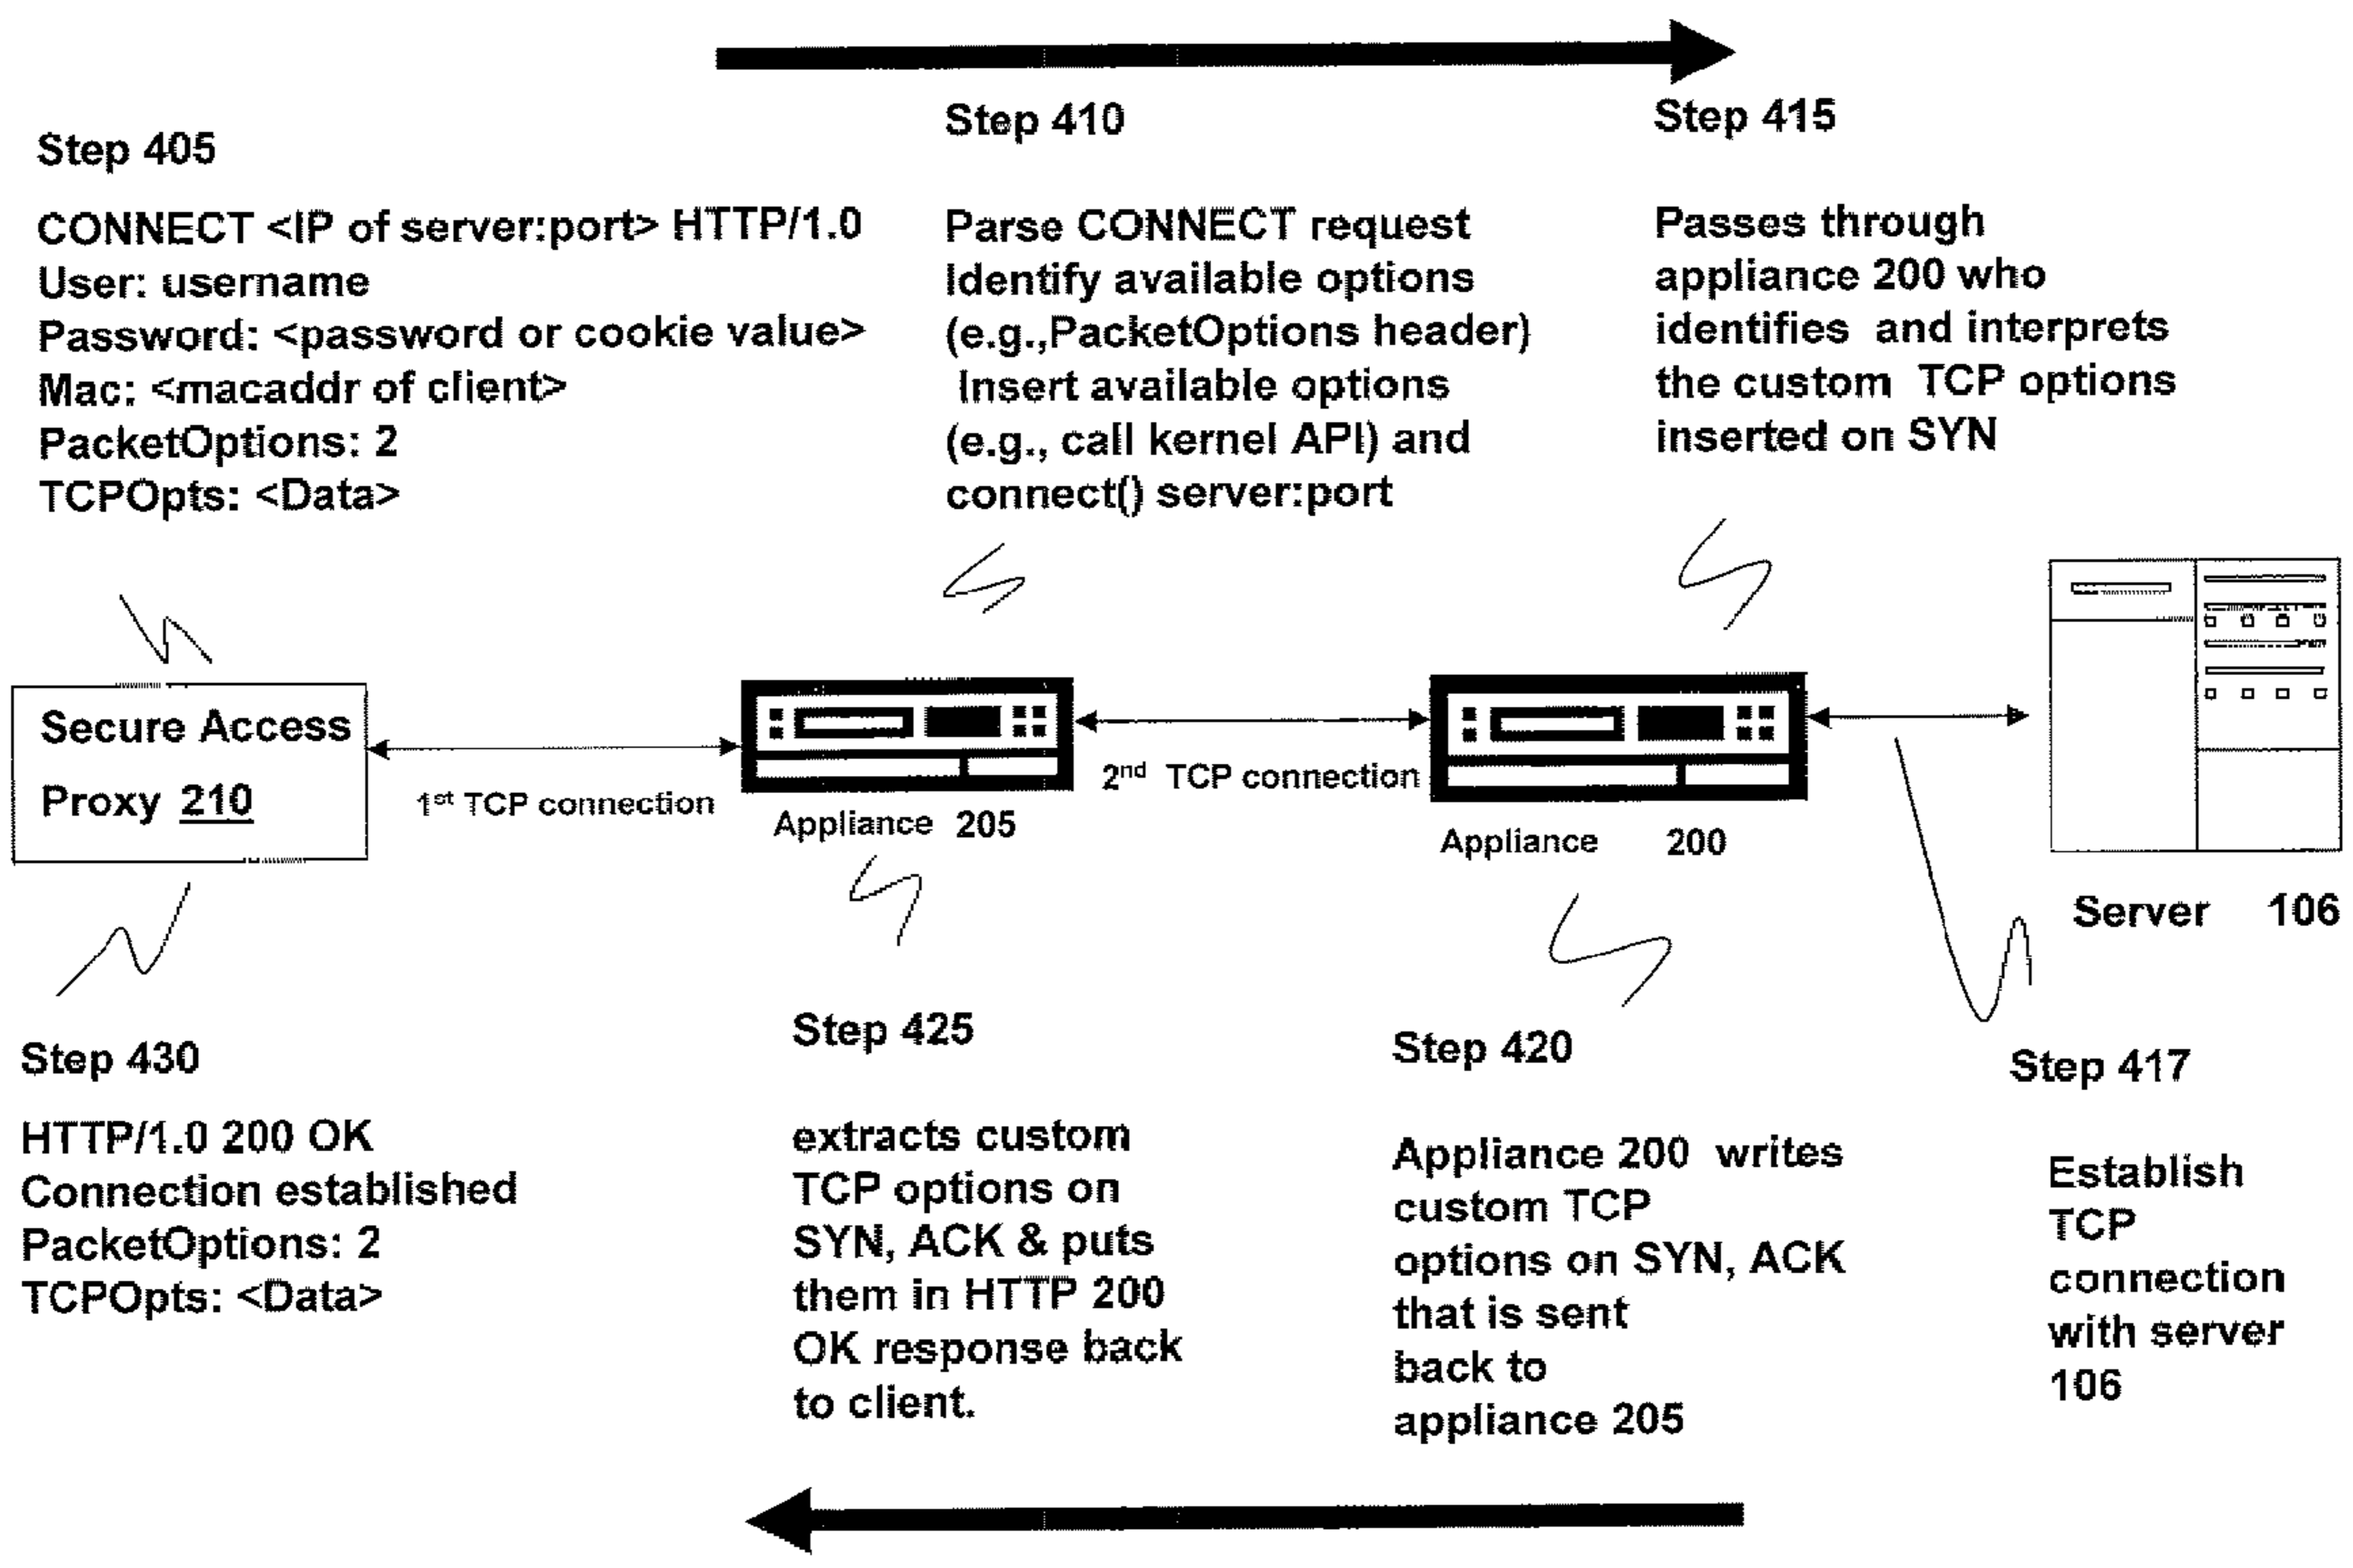 Step 405
CONNECT <IP of server:port> HTTP/1.0
User: username
Password: <password or cookie value>
Mac: <macaddr of client>
PacketOptions: 2
TCPOpts: <Data>
Step 410
Parse CONNECT request
Identify available options
(e.g.,PacketOptions header)
Insert available options
(e.g., call kernel API) and
connect() server:port
Step 415
Passes through
appliance 200 who
identifies and interprets
the custom TCP options
inserted on SYN
Secure Access
Proxy 210
1st TCP connection
Appliance 205
2nd TCP connection
Appliance 200
Server 106
Step 430
HTTP/1.0 200 OK
Connection established
PacketOptions: 2
TCPOpts: <Data>
Step 425
extracts custom
TCP options on
SYN, ACK & puts
them in HTTP 200
OK response back
to client.
Step 420
Appliance 200 writes
custom TCP
options on SYN, ACK
that is sent
back to
appliance 205
Step 417
Establish
TCP
connection
with server
106